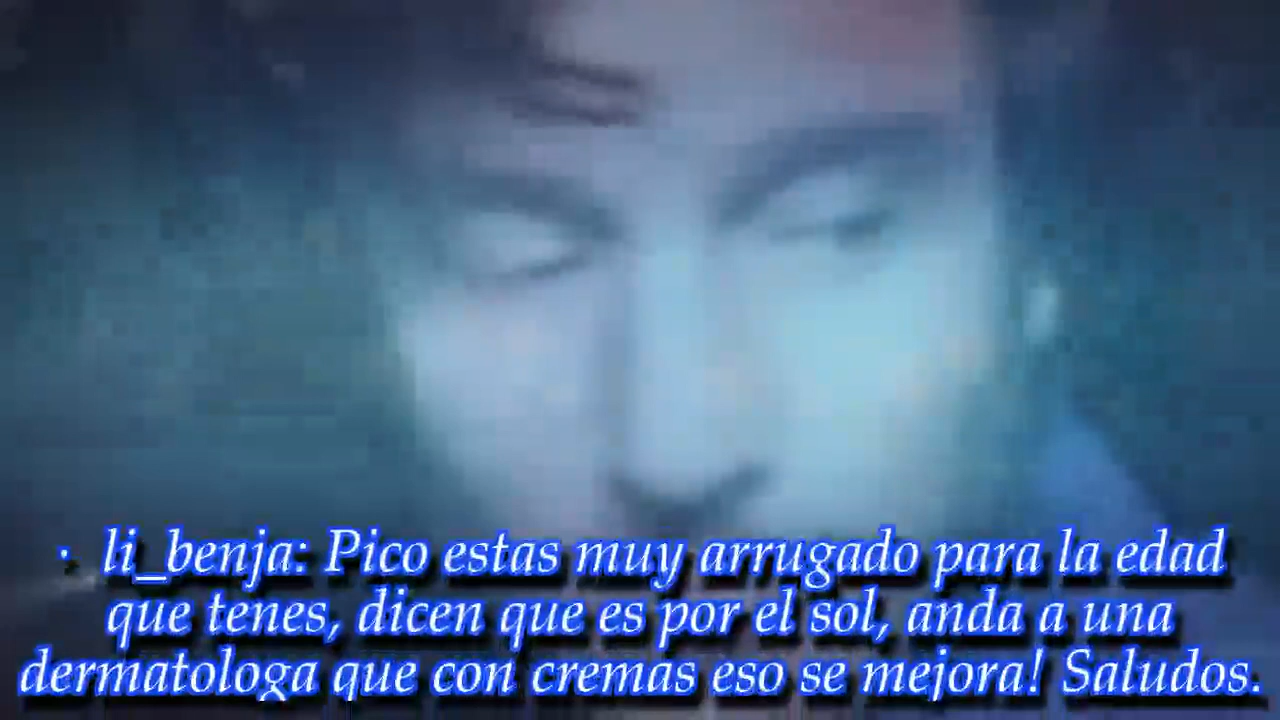 · li_benja: Pico estas muy arrugado para la edad
que tenes, dicen que es por el sol, anda a una
dermatologa que con cremas eso se mejora! Saludos.